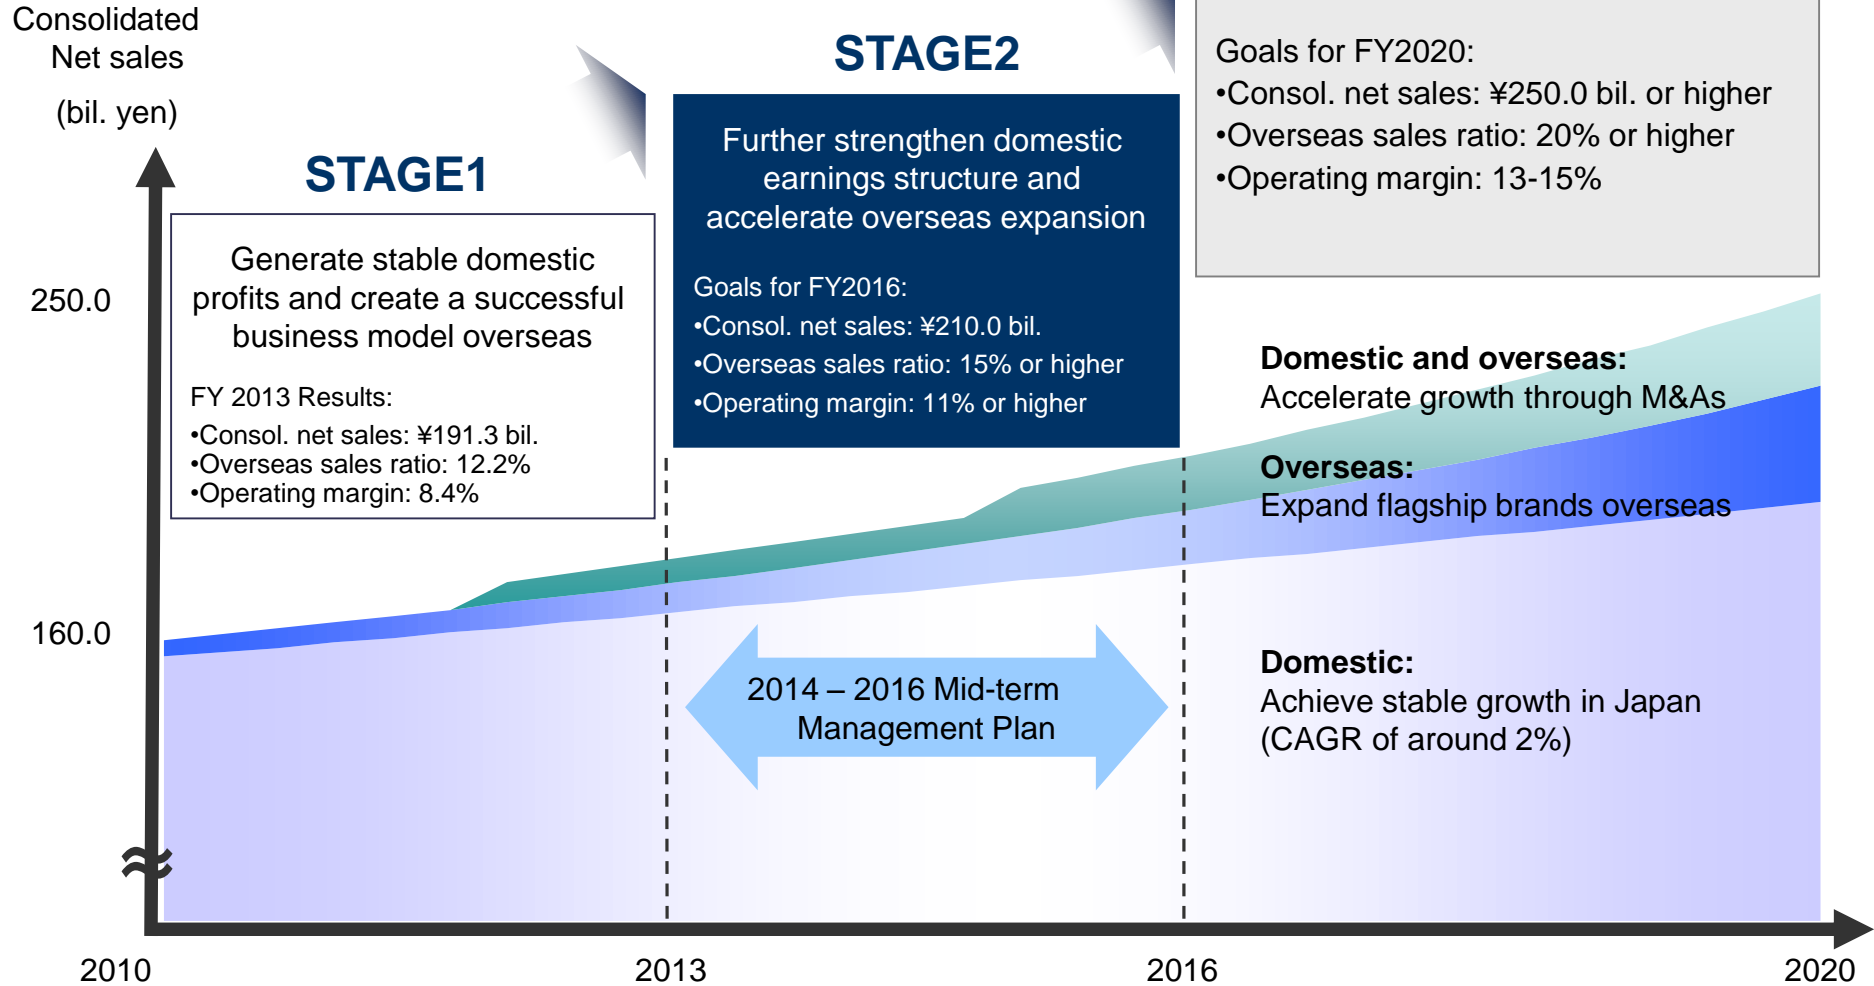 Consolidated
Net sales
(bil. yen)
STAGE1
Generate stable domestic
profits and create a successful
business model overseas
FY 2013 Results:
•Consol. net sales: ¥191.3 bil.
•Overseas sales ratio: 12.2%
•Operating margin: 8.4%
STAGE2
Further strengthen domestic
earnings structure and
accelerate overseas expansion
Goals for FY2016:
•Consol. net sales: ¥210.0 bil.
•Overseas sales ratio: 15% or higher
•Operating margin: 11% or higher
Goals for FY2020:
•Consol. net sales: ¥250.0 bil. or higher
•Overseas sales ratio: 20% or higher
•Operating margin: 13-15%
250.0
160.0
Domestic and overseas:
Accelerate growth through M&As
Overseas:
Expand flagship brands overseas
Domestic:
Achieve stable growth in Japan
(CAGR of around 2%)
2014 – 2016 Mid-term
Management Plan
2010
2013
2016
2020